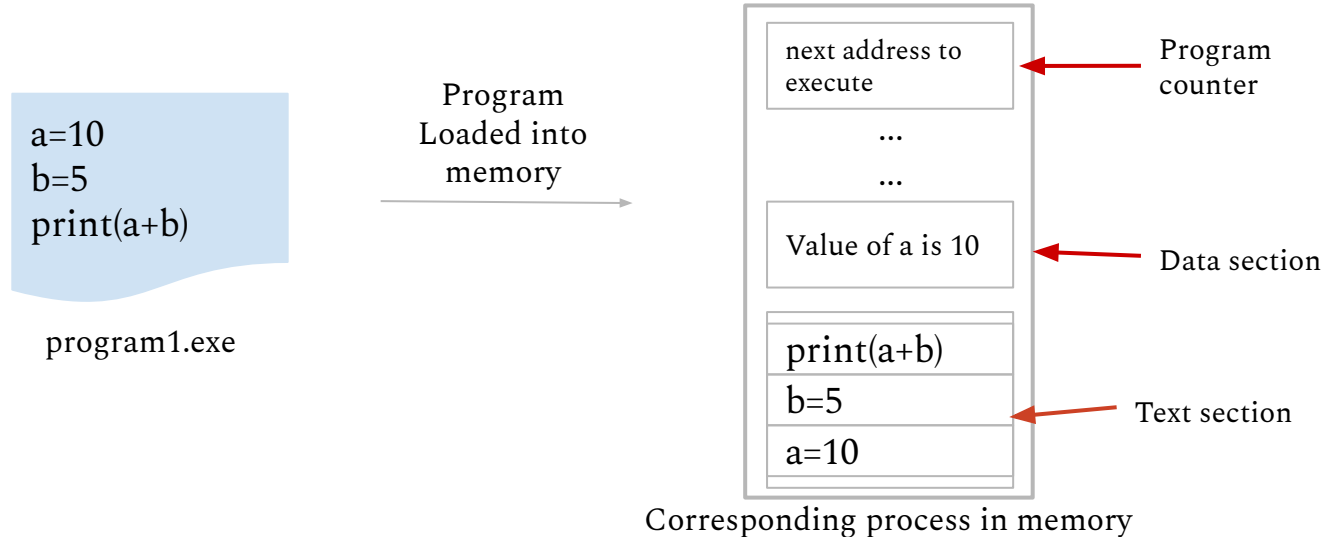 a=10
b=5
print(a+b)
program1.exe
Program
Loaded into
memory
next address to
execute
...
...
Value of a is 10
print(a+b)
b=5
a=10
Program
counter
Data section
Text section
Corresponding process in memory